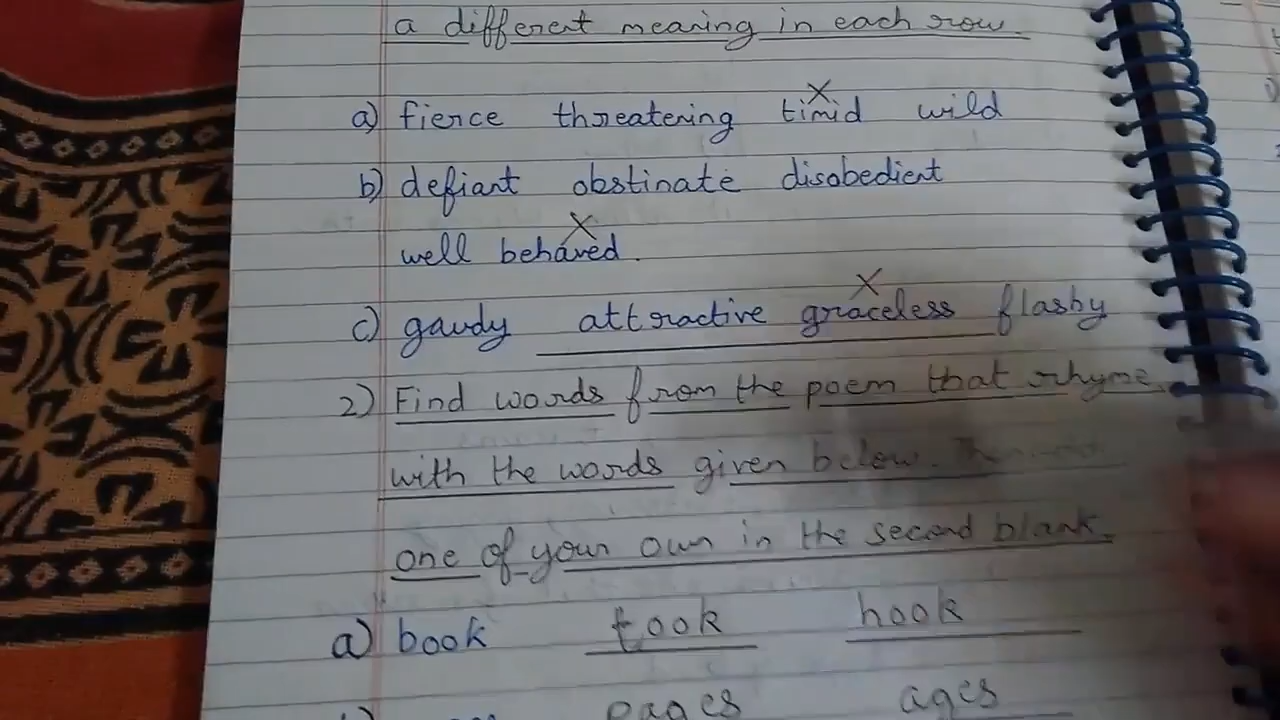 a different meaning in each row.
x
a) fierce threatening timid wild
b) defiant obstinate disobedient
x
well behaved.
x
c) gaudy attractive graceless flashy
2) Find words from the poem that rhyme
with the words given below.
one of your own in the second blank.
a) book took hook
pages ages